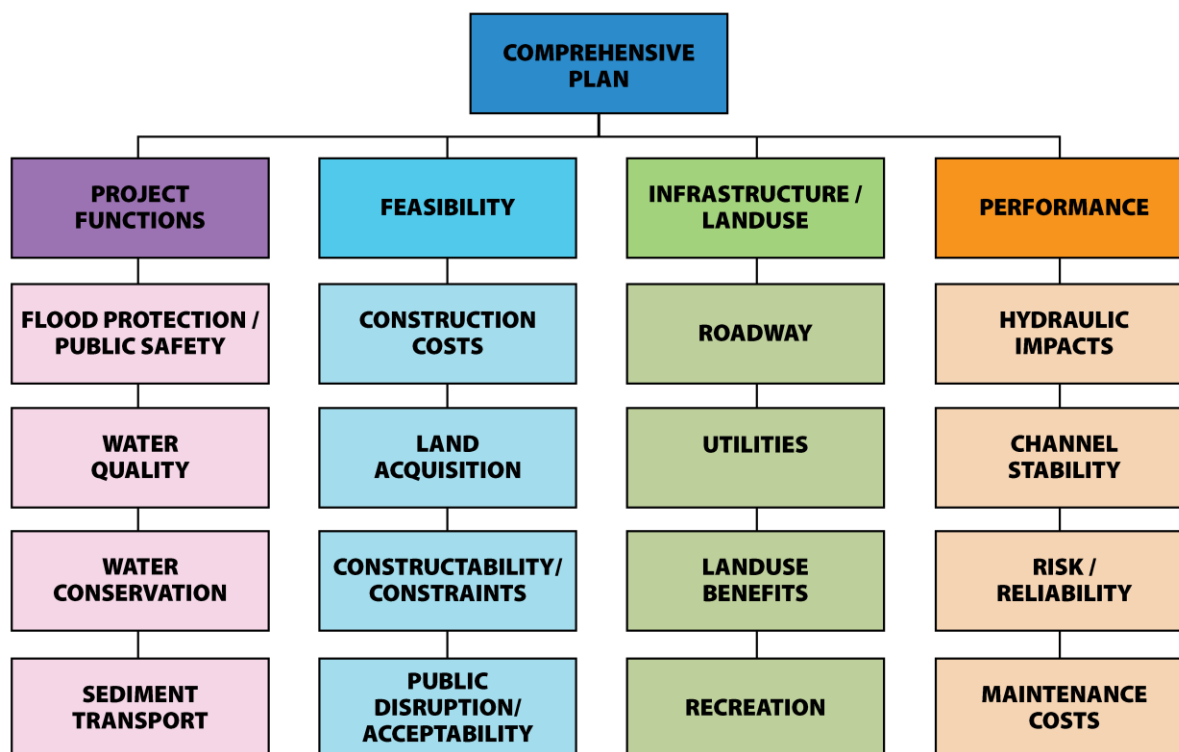 COMPREHENSIVE
PLAN
PROJECT
FUNCTIONS
FEASIBILITY
INFRASTRUCTURE /
LANDUSE
PERFORMANCE
FLOOD PROTECTION /
PUBLIC SAFETY
CONSTRUCTION
COSTS
ROADWAY
HYDRAULIC
IMPACTS
WATER
QUALITY
LAND
ACQUISITION
UTILITIES
CHANNEL
STABILITY
WATER
CONSERVATION
CONSTRUCTABILITY/
CONSTRAINTS
LANDUSE
BENEFITS
RISK /
RELIABILITY
SEDIMENT
TRANSPORT
PUBLIC
DISRUPTION/
ACCEPTABILITY
RECREATION
MAINTENANCE
COSTS